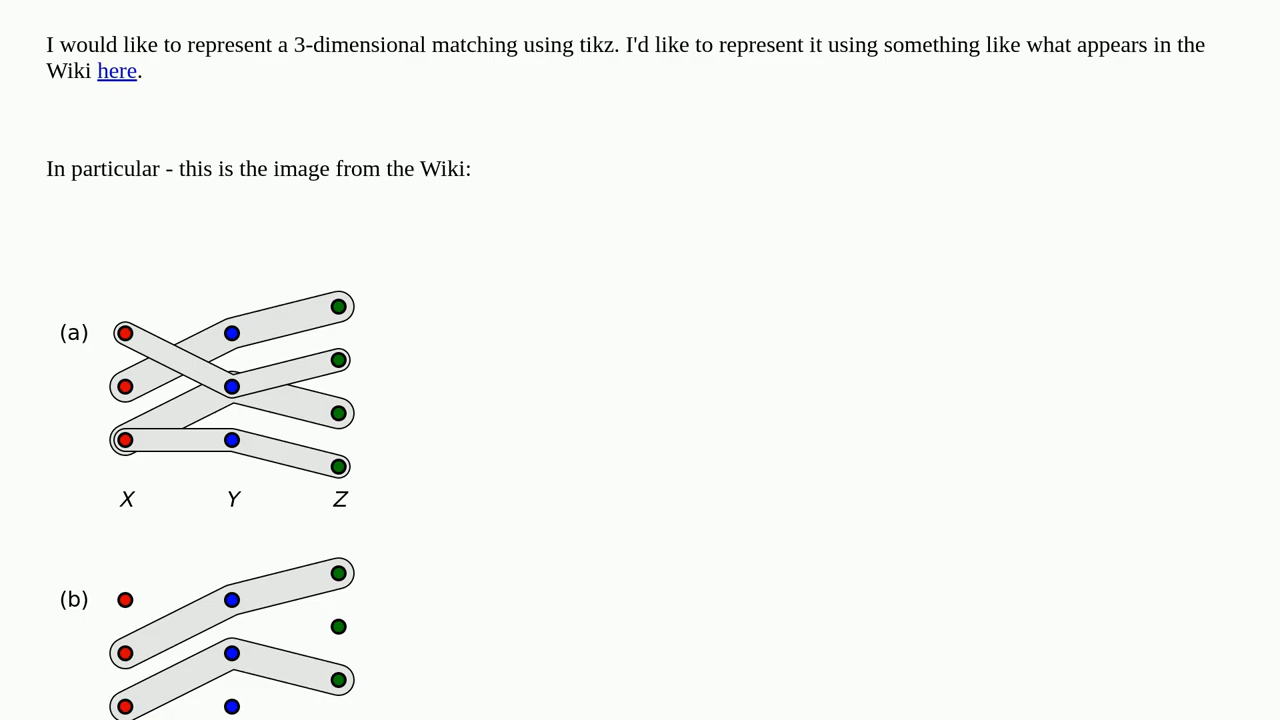 I would like to represent a 3-dimensional matching using tikz. I'd like to represent it using something like what appears in the
Wiki here.
In particular - this is the image from the Wiki:
(a)
X Y Z
(b)